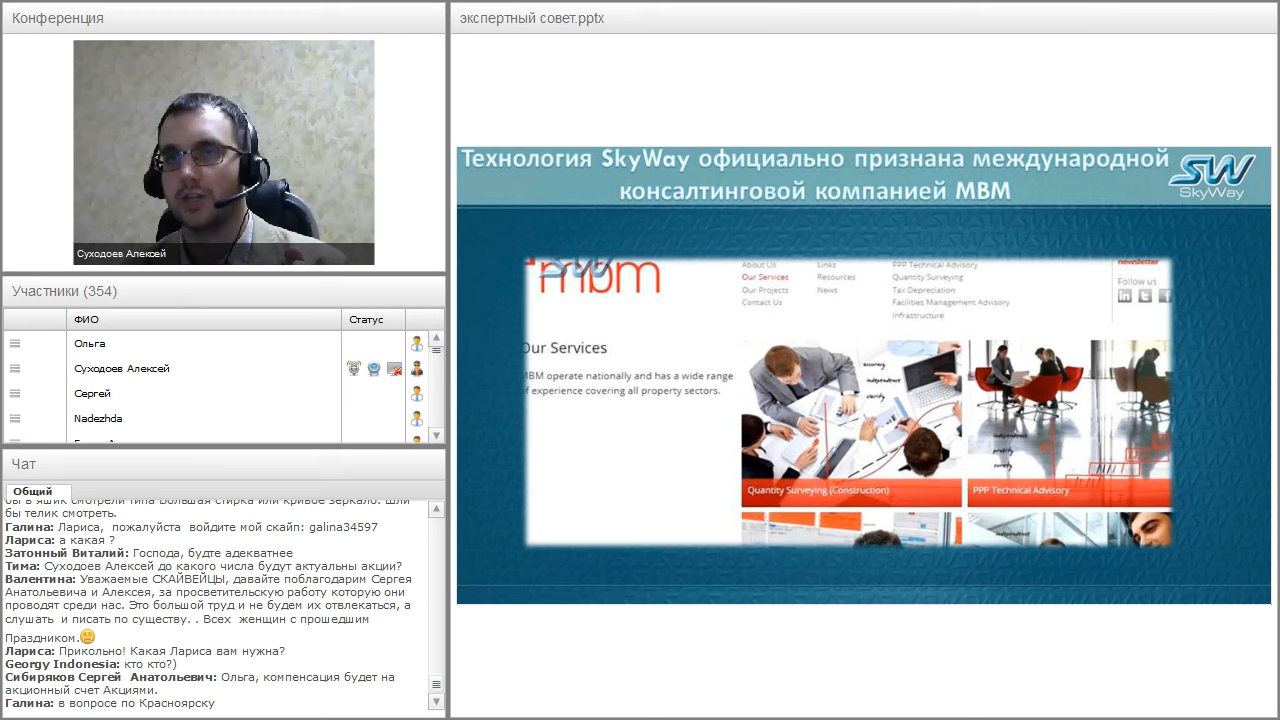 Конференция
Суходоев Алексей
Участники (354)
ФИО
Статус
Ольга
Суходоев Алексей
Сергей
Nadezhda
Чат
Общий
бы телик смотреть.
Галина: Лариса, пожалуйста войдите мой скайп: galina34597
Лариса: а какая ?
Затонный Виталий: Господа, будте адекватнее
Тима: Суходоев Алексей до какого числа будут актуальны акции?
Валентина: Уважаемые СКАЙВЕЙЦЫ, давайте поблагодарим Сергея
Анатольевича и Алексея, за просветительскую работу которую они
проводят среди нас. Это большой труд и не будем их отвлекаться, а
слушать и писать по существу. . Всех женщин с прошедшим
Праздником.
Лариса: Прикольно! Какая Лариса вам нужна?
Georgy Indonesia: кто кто?)
Сибиряков Сергей Анатольевич: Ольга, компенсация будет на
акционный счет Акциями.
Галина: в вопросе по Красноярску
экспертный совет.pptx
Технология SkyWay официально признана международной
консалтинговой компанией MBM
SW
SkyWay
mbm
About Us
Our Services
Our Projects
Contact Us
Links
Resources
News
PPP Technical Advisory
Quantity Surveying
Tax Depreciation
Facilities Management Advisory
Infrastructure
newsletter
Follow us
Our Services
MBM operate nationally and has a wide range
of experience covering all property sectors.
accuracy
independence
clarity
Quantity Surveying (Construction)
independence
probity
surety
PPP Technical Advisory